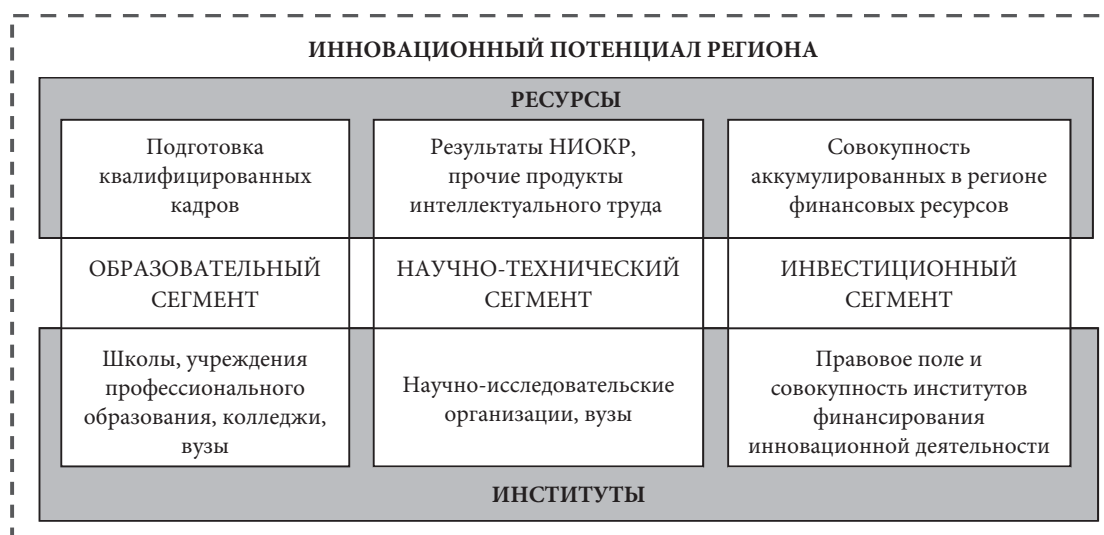 ИННОВАЦИОННЫЙ ПОТЕНЦИАЛ РЕГИОНА
РЕСУРСЫ
Подготовка
квалифицированных
кадров
Результаты НИОКР,
прочие продукты
интеллектуального труда
Совокупность
аккумулированных в регионе
финансовых ресурсов
ОБРАЗОВАТЕЛЬНЫЙ
СЕГМЕНТ
НАУЧНО-ТЕХНИЧЕСКИЙ
СЕГМЕНТ
ИНВЕСТИЦИОННЫЙ
СЕГМЕНТ
Школы, учреждения
профессионального
образования, колледжи,
вузы
Научно-исследовательские
организации, вузы
Правовое поле и
совокупность институтов
финансирования
инновационной деятельности
ИНСТИТУТЫ